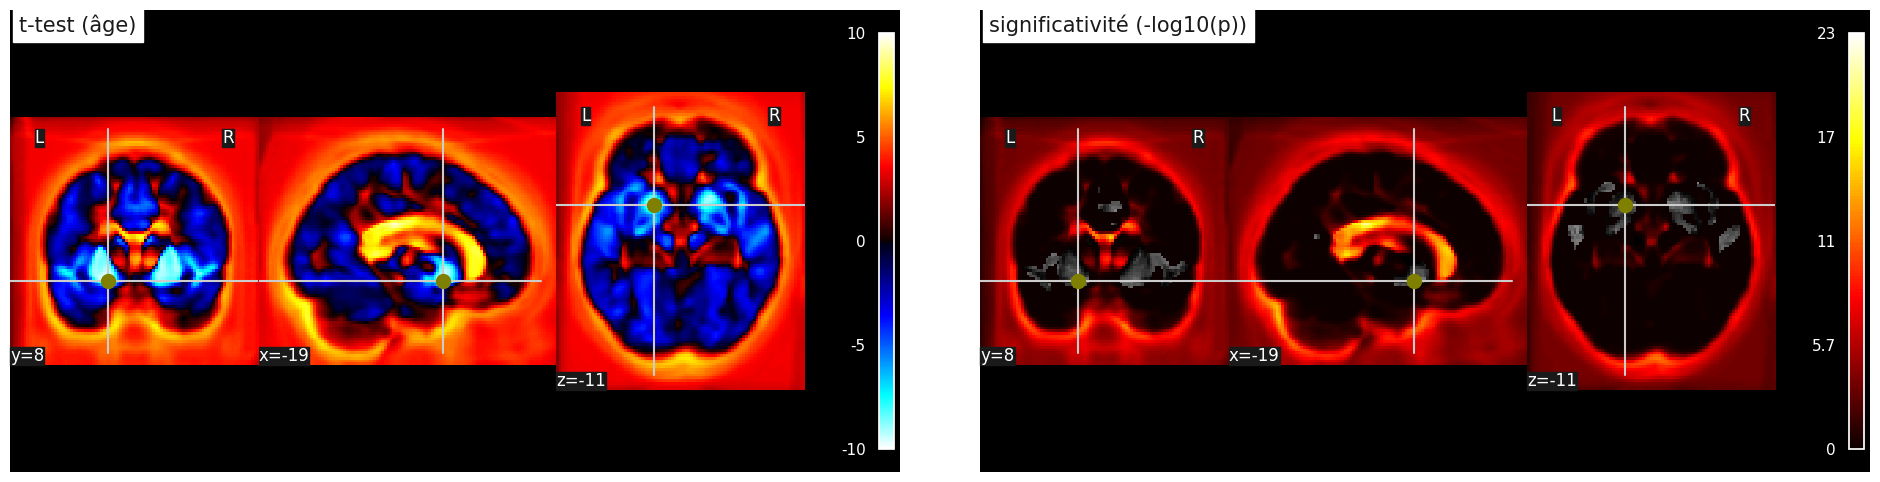 t-test (âge)
L
R
L
R
y=8
x=-19
z=-11
10
5
0
-5
-10
significativité (-log10(p))
L
R
L
R
y=8
x=-19
z=-11
23
17
11
5.7
0